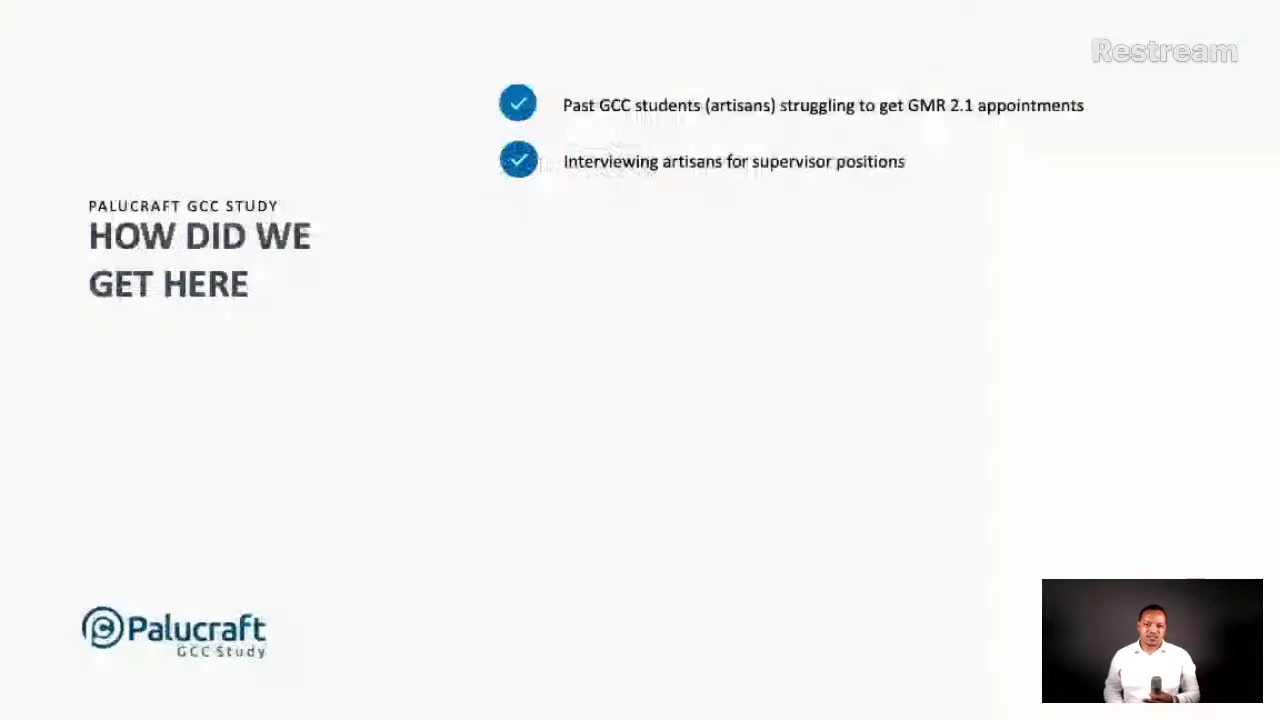 Restream
Past GCC students (artisans) struggling to get GMR 2.1 appointments
Interviewing artisans for supervisor positions
PALUCRAFT GCC STUDY
HOW DID WE
GET HERE
Palucraft
GCC Study